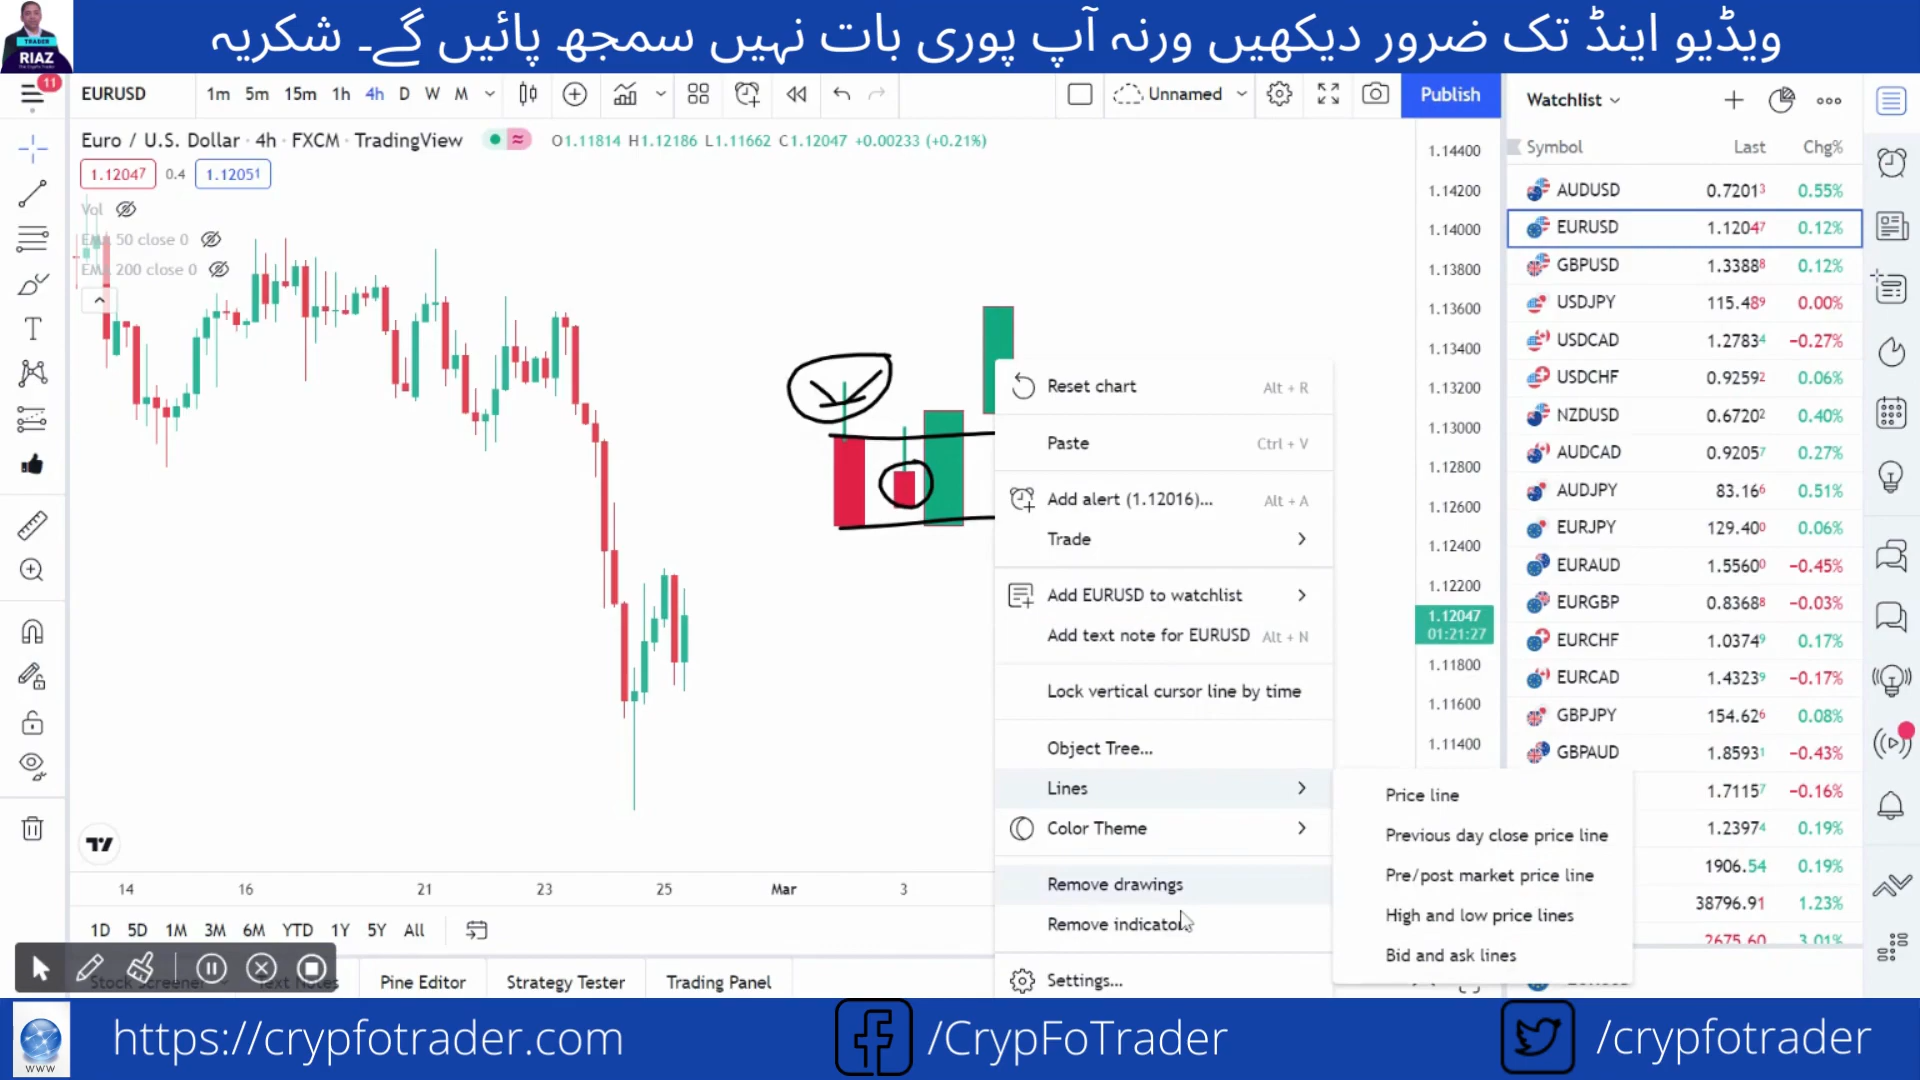 ویڈیو اینڈ تک ضرور دیکھیں ورنہ آپ پوری بات نہیں سمجھ پائیں گے۔ شکریہ
TRADER
RIAZ
11
EURUSD 1m 5m 15m 1h 4h D W M Unnamed Publish
Watchlist
Euro / U.S. Dollar · 4h · FXCM · TradingView O1.11814 H1.12186 L1.11662 C1.12047 +0.00233 (+0.21%)
1.12047 0.4 1.12051
Vol
EMA 50 close 0
EMA 200 close 0
1.14400
1.14200
1.14000
1.13800
1.13600
1.13400
1.13200
1.13000
1.12800
1.12600
1.12400
1.12200
1.12047
01:21:27
1.11800
1.11600
1.11400
Symbol Last Chg%
AUDUSD 0.72013 0.55%
EURUSD 1.12047 0.12%
GBPUSD 1.33888 0.12%
USDJPY 115.489 0.00%
USDCAD 1.27834 −0.27%
USDCHF 0.92592 0.06%
NZDUSD 0.67202 0.40%
AUDCAD 0.92057 0.27%
AUDJPY 83.166 0.51%
EURJPY 129.400 0.06%
EURAUD 1.55600 −0.45%
EURGBP 0.83688 −0.03%
EURCHF 1.03749 0.17%
EURCAD 1.43239 −0.17%
GBPJPY 154.626 0.08%
GBPAUD 1.85931 −0.43%
1.71157 −0.16%
1.23974 0.19%
1906.54 0.19%
38796.91 1.23%
2675.60 3.01%
Reset chart Alt + R
Paste Ctrl + V
Add alert (1.12016)... Alt + A
Trade
Add EURUSD to watchlist
Add text note for EURUSD Alt + N
Lock vertical cursor line by time
Object Tree...
Lines
Color Theme
Remove drawings
Remove indicators
Settings...
Price line
Previous day close price line
Pre/post market price line
High and low price lines
Bid and ask lines
14 16 21 23 25 Mar 3
1D 5D 1M 3M 6M YTD 1Y 5Y All
Stock Screener Text Notes Pine Editor Strategy Tester Trading Panel
WWW
https://crypfotrader.com
/CrypFoTrader
/crypfotrader